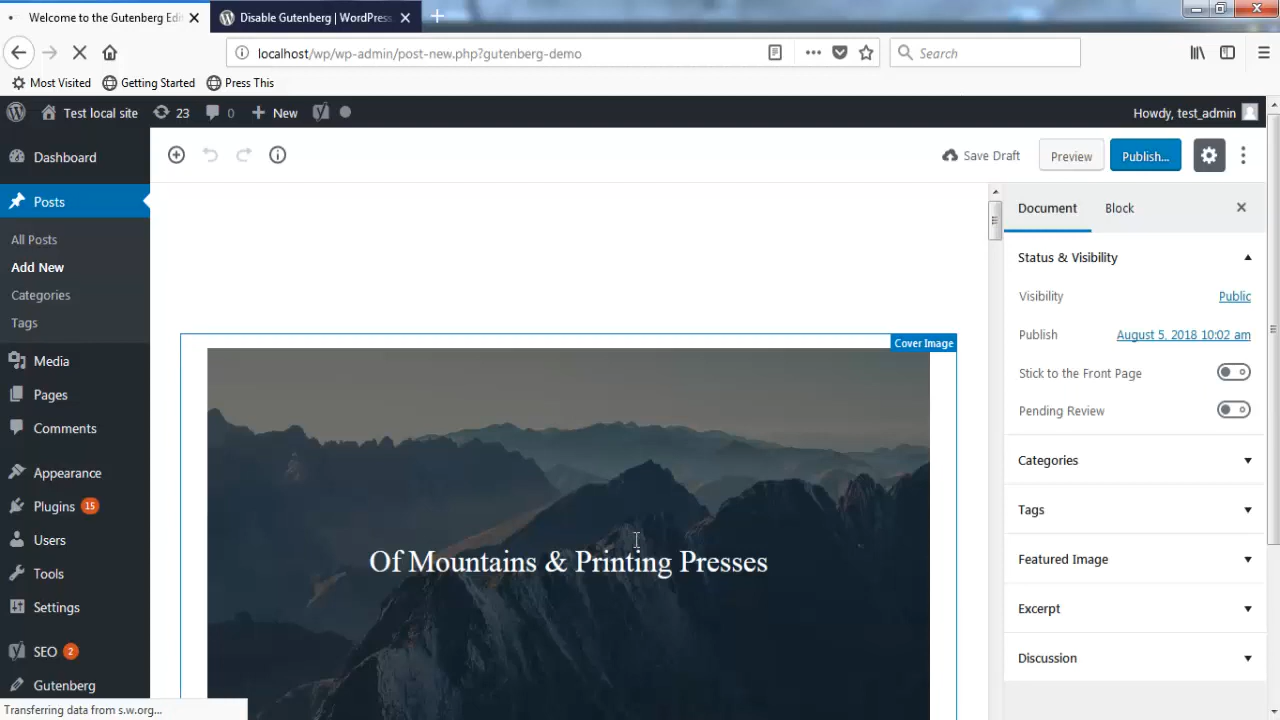 Welcome to the Gutenberg Edi
Disable Gutenberg | WordPress
localhost/wp/wp-admin/post-new.php?gutenberg-demo
Search
Most Visited
Getting Started
Press This
Test local site
23
0
New
Howdy, test_admin
Dashboard
Posts
All Posts
Add New
Categories
Tags
Media
Pages
Comments
Appearance
Plugins 15
Users
Tools
Settings
SEO 2
Gutenberg
Transferring data from s.w.org...
Save Draft
Preview
Publish...
Cover Image
Of Mountains & Printing Presses
Document
Block
Status & Visibility
Visibility
Public
Publish
August 5, 2018 10:02 am
Stick to the Front Page
Pending Review
Categories
Tags
Featured Image
Excerpt
Discussion